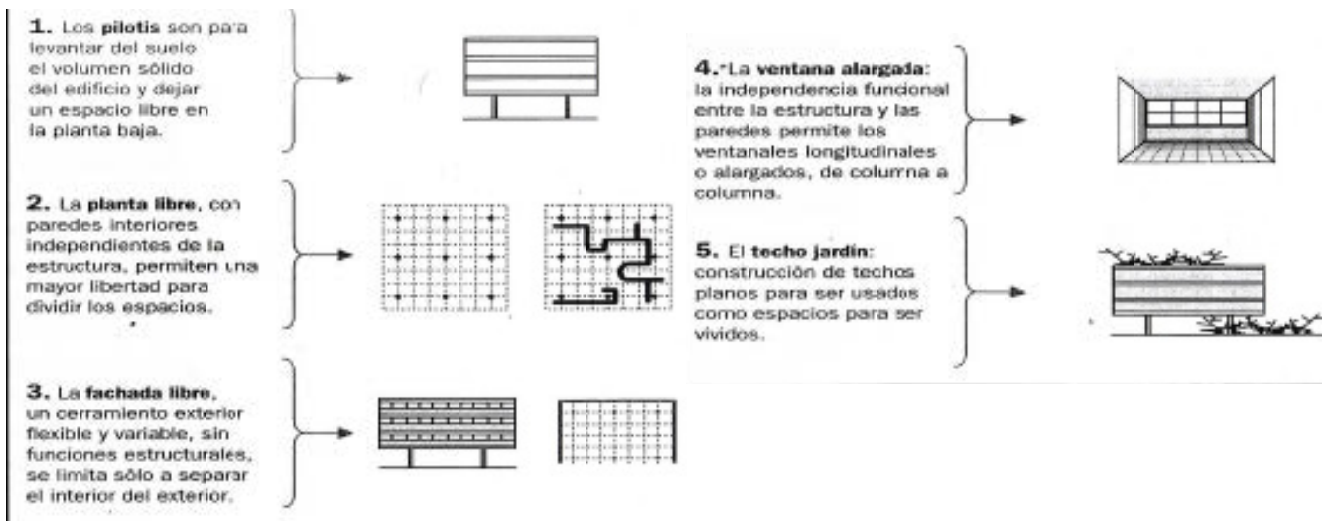 1. Los pilotis son para
levantar del suelo
el volumen sólido
del edificio y dejar
un espacio libre en
la planta baja.
2. La planta libre, con
paredes interiores
independientes de la
estructura, permiten una
mayor libertad para
dividir los espacios.
3. La fachada libre,
un cerramiento exterior
flexible y variable, sin
funciones estructurales,
se limita sólo a separar
el interior del exterior.
4. La ventana alargada:
la independencia funcional
entre la estructura y las
paredes permite los
ventanales longitudinales
o alargados, de columna a
columna.
5. El techo jardín:
construcción de techos
planos para ser usados
como espacios para ser
vividos.